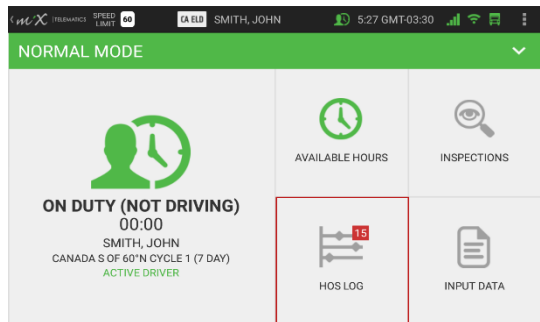 miX TELEMATICS SPEED LIMIT 60 CA ELD SMITH, JOHN 5:27 GMT-03:30
NORMAL MODE
ON DUTY (NOT DRIVING)
00:00
SMITH, JOHN
CANADA S OF 60°N CYCLE 1 (7 DAY)
ACTIVE DRIVER
AVAILABLE HOURS
INSPECTIONS
15
HOS LOG
INPUT DATA